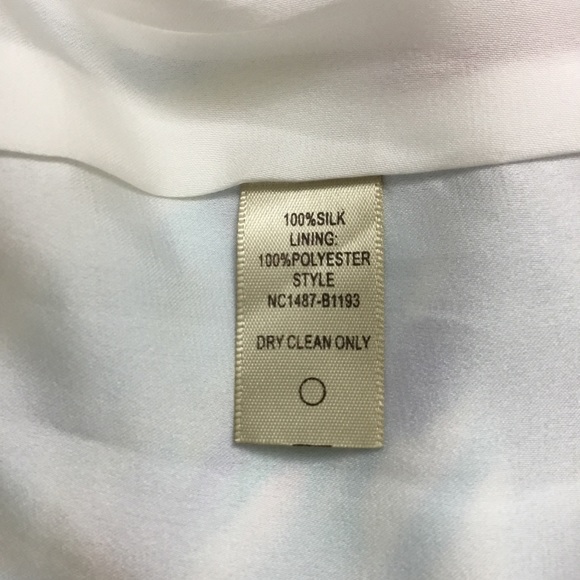 100%SILK
LINING:
100%POLYESTER
STYLE
NC1487-B1193
DRY CLEAN ONLY